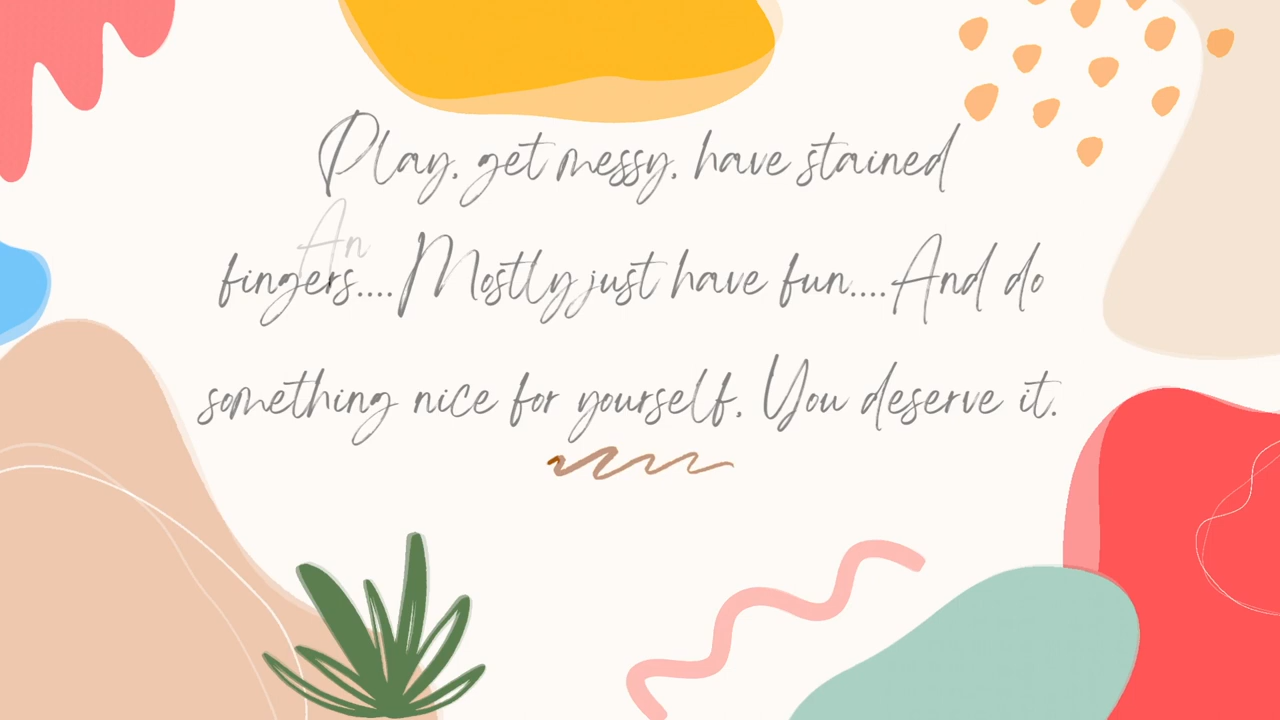 Play, get messy, have stained
An
fingers....Mostly just have fun....And do
something nice for yourself. You deserve it.